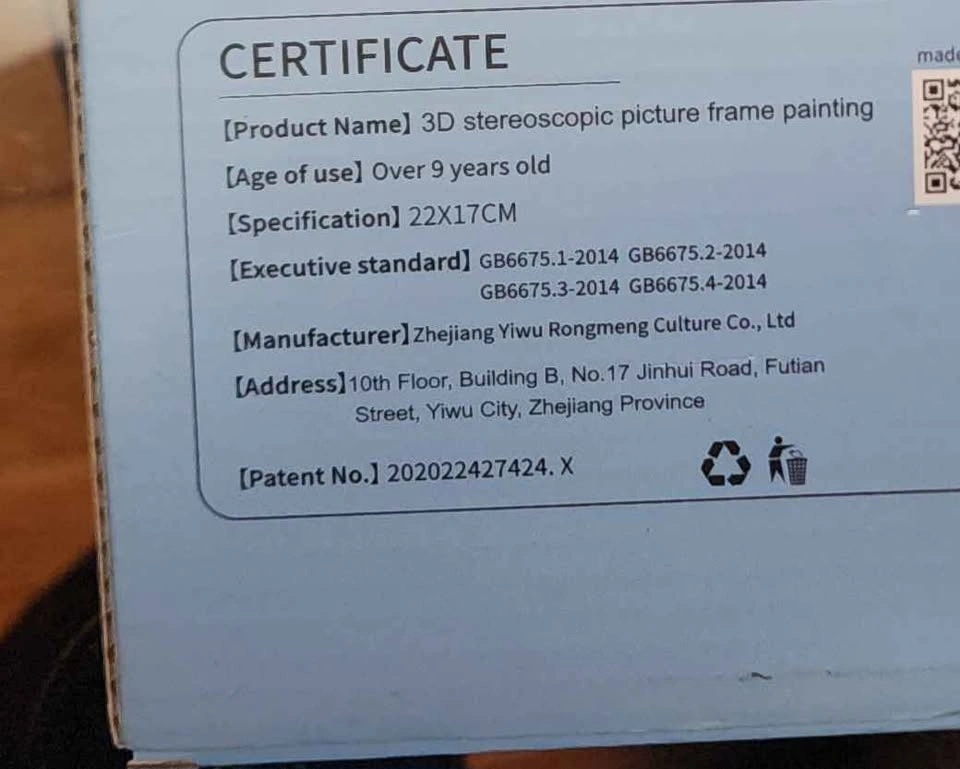 CERTIFICATE
made
【Product Name】 3D stereoscopic picture frame painting
【Age of use】 Over 9 years old
【Specification】 22X17CM
【Executive standard】 GB6675.1-2014 GB6675.2-2014
GB6675.3-2014 GB6675.4-2014
【Manufacturer】Zhejiang Yiwu Rongmeng Culture Co., Ltd
【Address】10th Floor, Building B, No.17 Jinhui Road, Futian
Street, Yiwu City, Zhejiang Province
【Patent No.】 202022427424. X